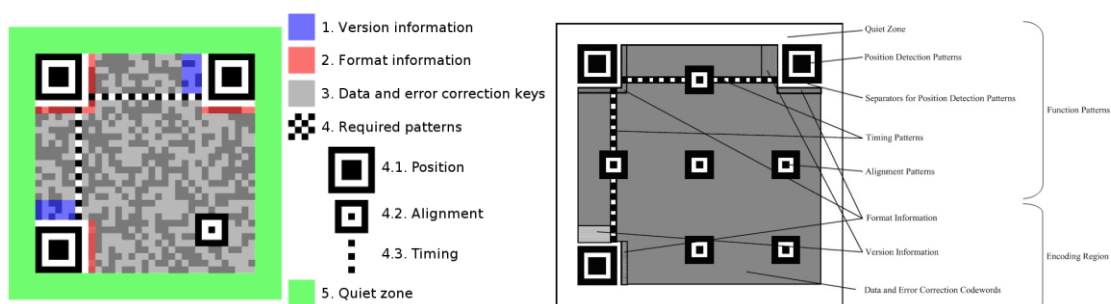 1. Version information
2. Format information
3. Data and error correction keys
4. Required patterns
4.1. Position
4.2. Alignment
4.3. Timing
5. Quiet zone
Quiet Zone
Position Detection Patterns
Separators for Position Detection Patterns
Function Patterns
Timing Patterns
Alignment Patterns
Format Information
Version Information
Encoding Region
Data and Error Correction Codewords